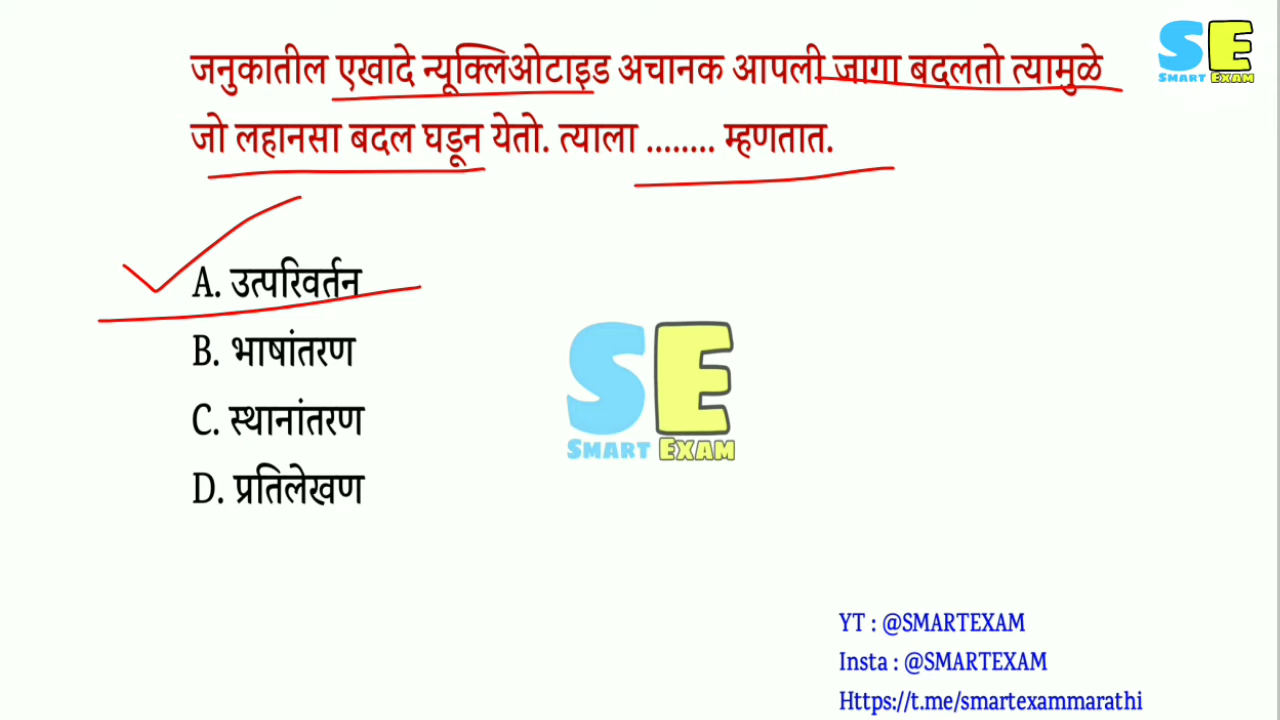 SE
SMART EXAM
जनुकातील एखादे न्यूक्लिओटाइड अचानक आपली जागा बदलतो त्यामुळे
जो लहानसा बदल घडून येतो. त्याला ........ म्हणतात.
A. उत्परिवर्तन
B. भाषांतरण
C. स्थानांतरण
D. प्रतिलेखण
SE
SMART EXAM
YT : @SMARTEXAM
Insta : @SMARTEXAM
Https://t.me/smartexammarathi